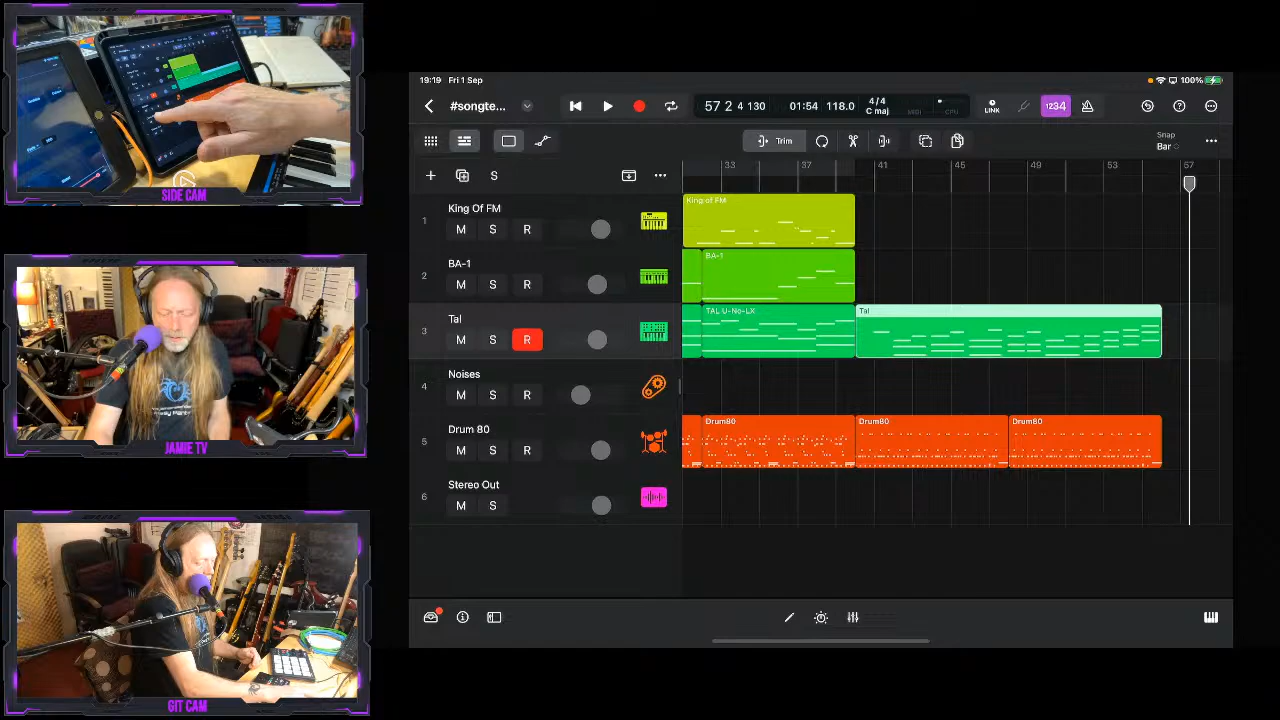 SIDE CAM
JAMIE TV
GIT CAM
19:19 Fri 1 Sep
100%
#songte...
57 2 4 130
01:54
118.0
4/4
C maj
MIDI
CPU
LINK
1234
Trim
Snap
Bar
33
37
41
45
49
53
57
S
1
King Of FM
M S R
King of FM
2
BA-1
M S R
BA-1
3
Tal
M S R
TAL U-No-LX
Tal
4
Noises
M S R
5
Drum 80
M S R
Drum80
Drum80
Drum80
6
Stereo Out
M S